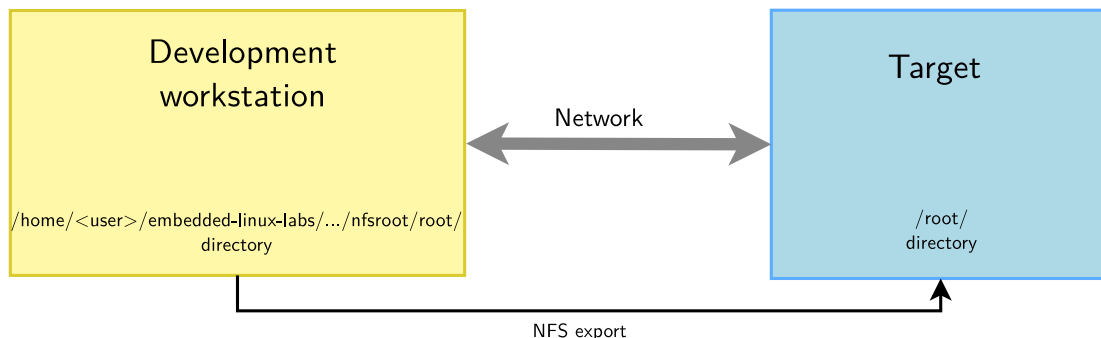 Development
workstation
/home/<user>/embedded-linux-labs/.../nfsroot/root/
directory
Network
Target
/root/
directory
NFS export